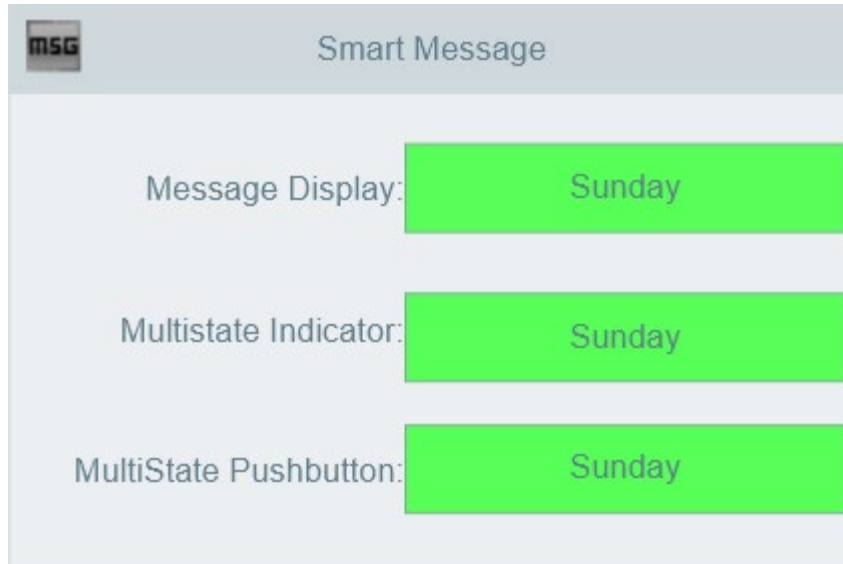 MSG Smart Message
Message Display: Sunday
Multistate Indicator: Sunday
MultiState Pushbutton: Sunday